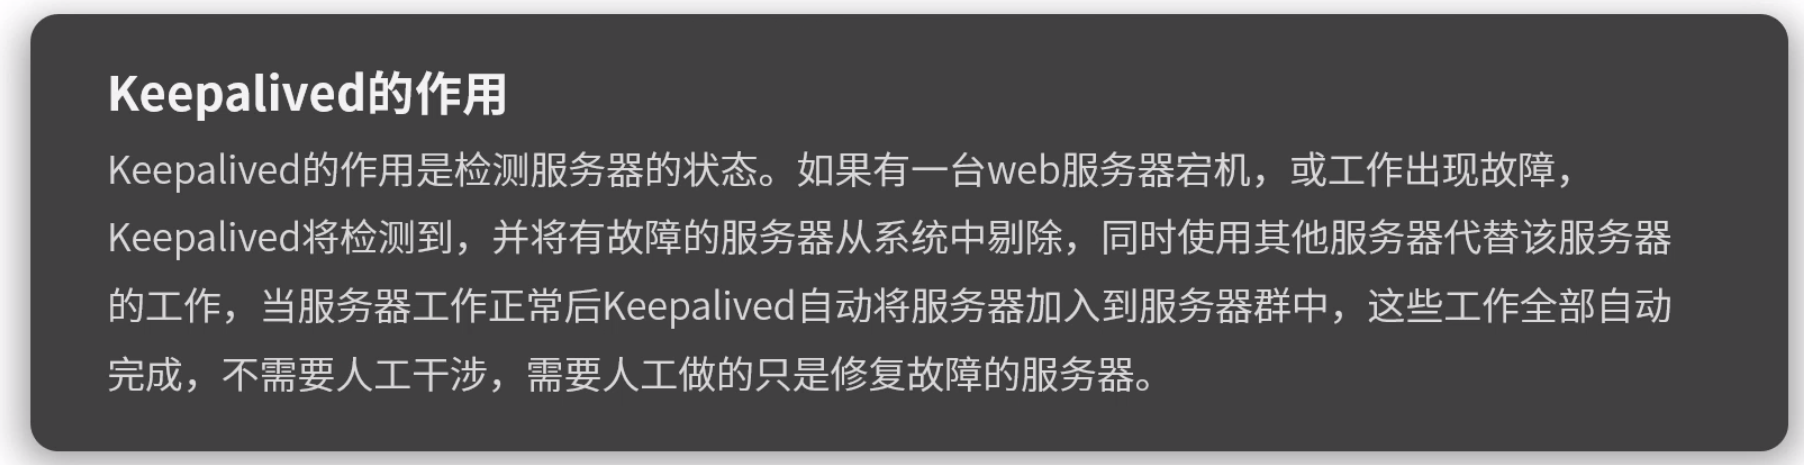 Keepalived的作用
Keepalived的作用是检测服务器的状态。如果有一台web服务器宕机，或工作出现故障，
Keepalived将检测到，并将有故障的服务器从系统中剔除，同时使用其他服务器代替该服务器
的工作，当服务器工作正常后Keepalived自动将服务器加入到服务器群中，这些工作全部自动
完成，不需要人工干涉，需要人工做的只是修复故障的服务器。